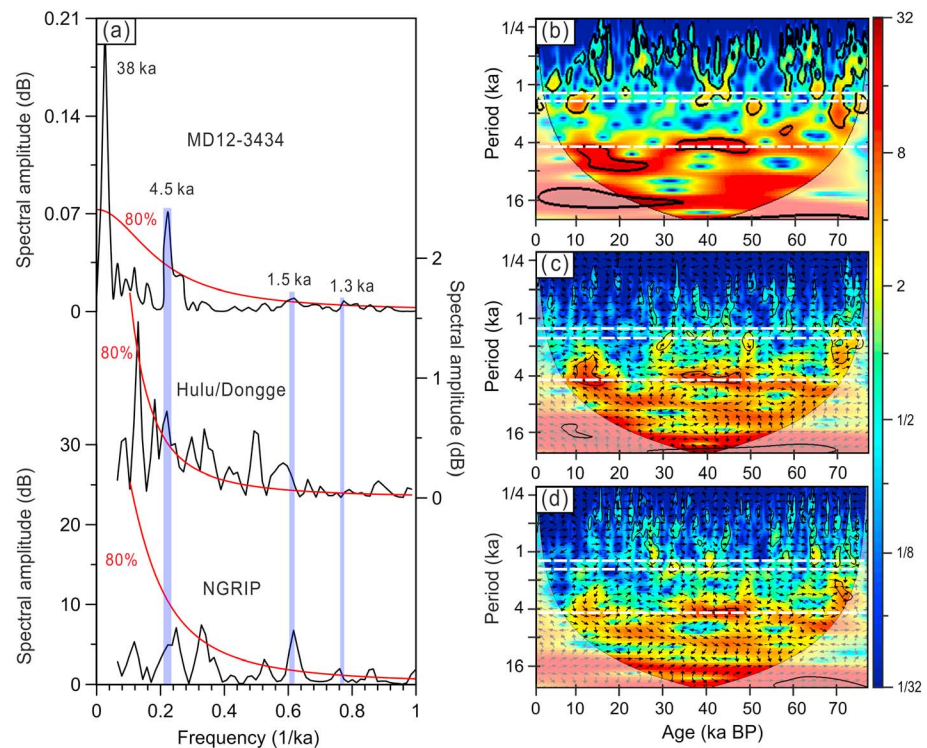 (a)
0.21
0.14
0.07
0
Spectral amplitude (dB)
38 ka
MD12-3434
4.5 ka
80%
1.5 ka
1.3 ka
2
1
0
Spectral amplitude (dB)
80%
Hulu/Dongge
30
20
10
0
Spectral amplitude (dB)
80%
NGRIP
0 0.2 0.4 0.6 0.8 1
Frequency (1/ka)
(b)
1/4
1
4
16
Period (ka)
0 10 20 30 40 50 60 70
(c)
1/4
1
4
16
Period (ka)
0 10 20 30 40 50 60 70
(d)
1/4
1
4
16
Period (ka)
0 10 20 30 40 50 60 70
Age (ka BP)
32
8
2
1/2
1/8
1/32